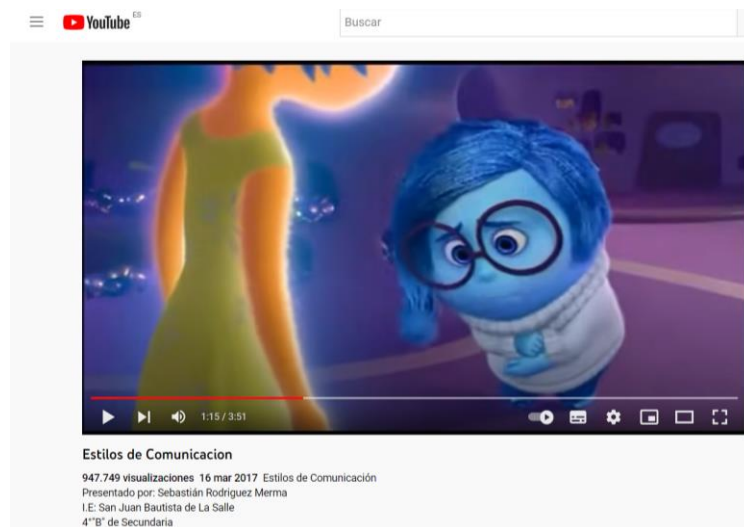 YouTube ES
Buscar
1:15 / 3:51
Estilos de Comunicacion
947.749 visualizaciones 16 mar 2017 Estilos de Comunicación
Presentado por: Sebastián Rodriguez Merma
I.E: San Juan Bautista de La Salle
4°"B" de Secundaria